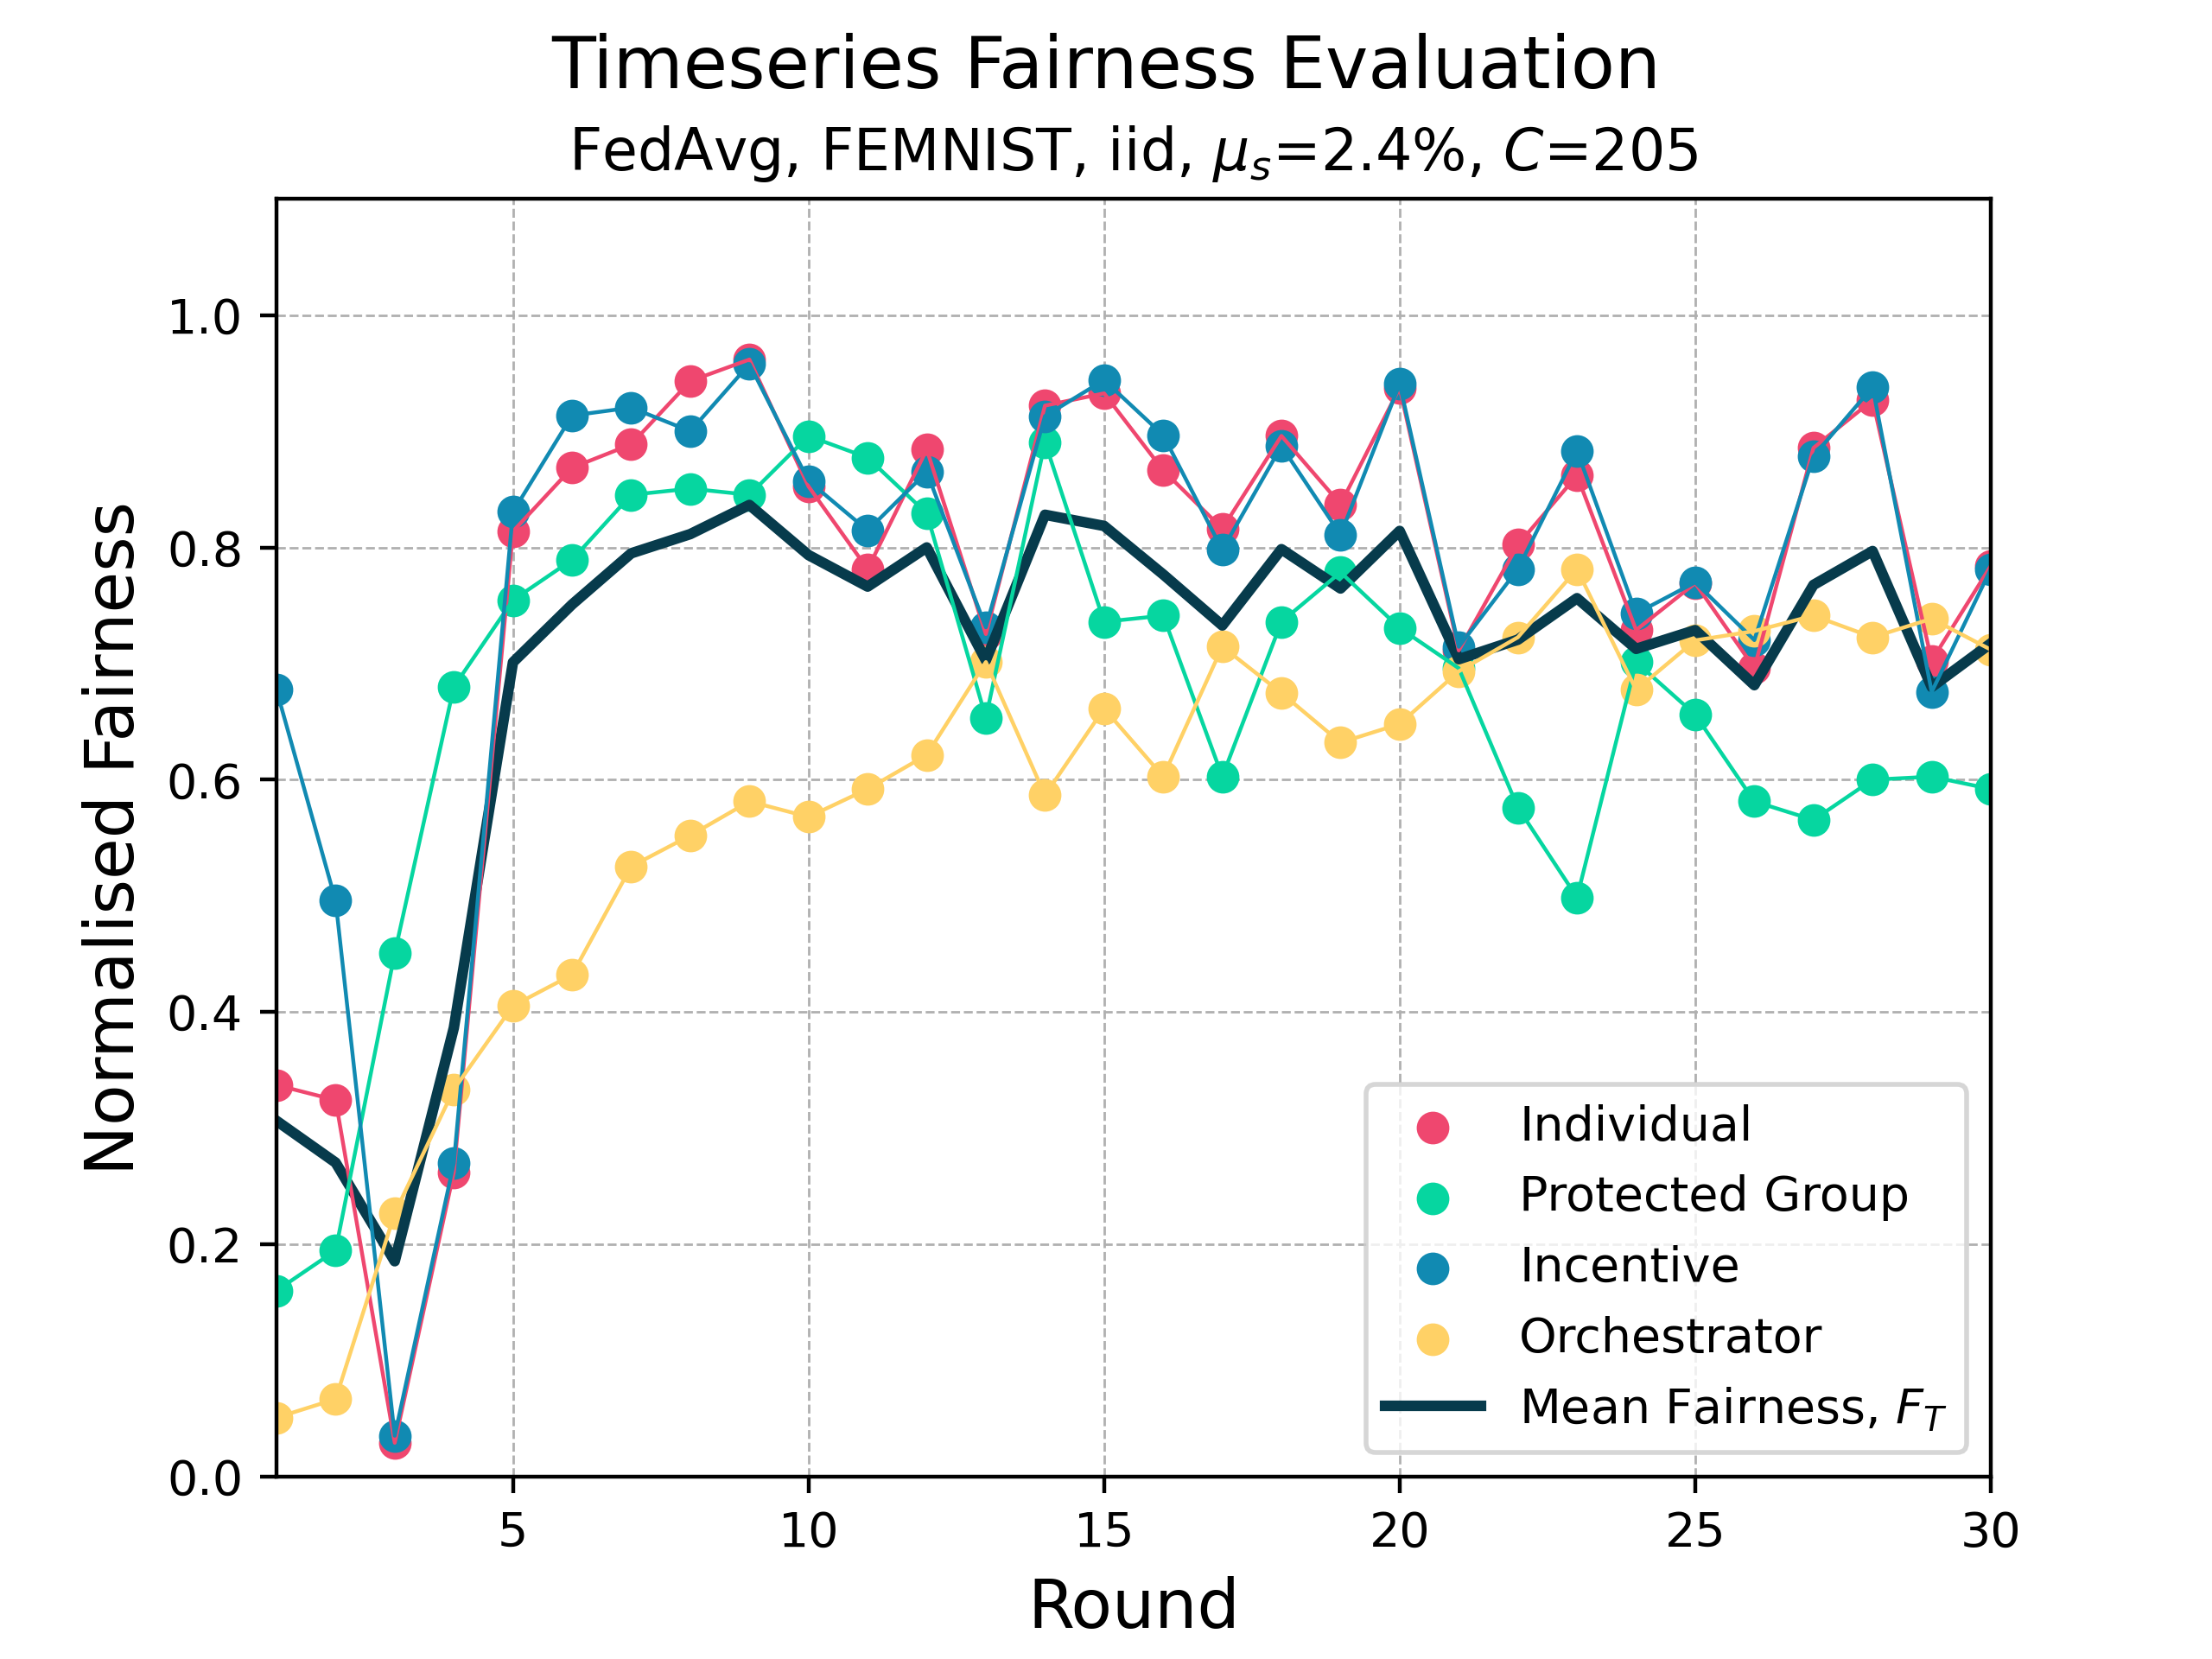 Timeseries Fairness Evaluation
FedAvg, FEMNIST, iid, μₛ=2.4%, C=205
Normalised Fairness
1.0
0.8
0.6
0.4
0.2
0.0
5 10 15 20 25 30
Round
Individual
Protected Group
Incentive
Orchestrator
Mean Fairness, F_T